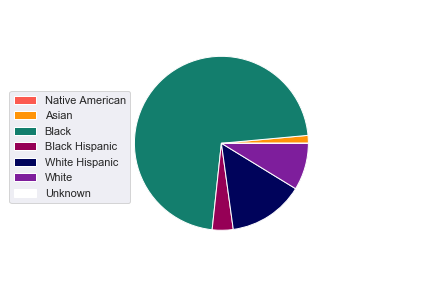 Native American
Asian
Black
Black Hispanic
White Hispanic
White
Unknown